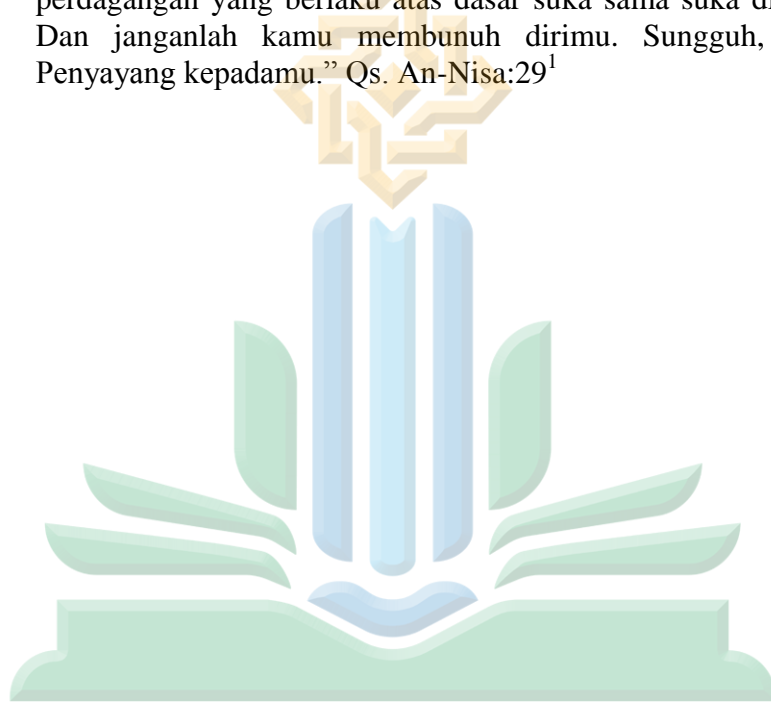 perdagangan yang berlaku atas dasar suka sama suka di
Dan janganlah kamu membunuh dirimu. Sungguh,
Penyayang kepadamu.” Qs. An-Nisa:29¹